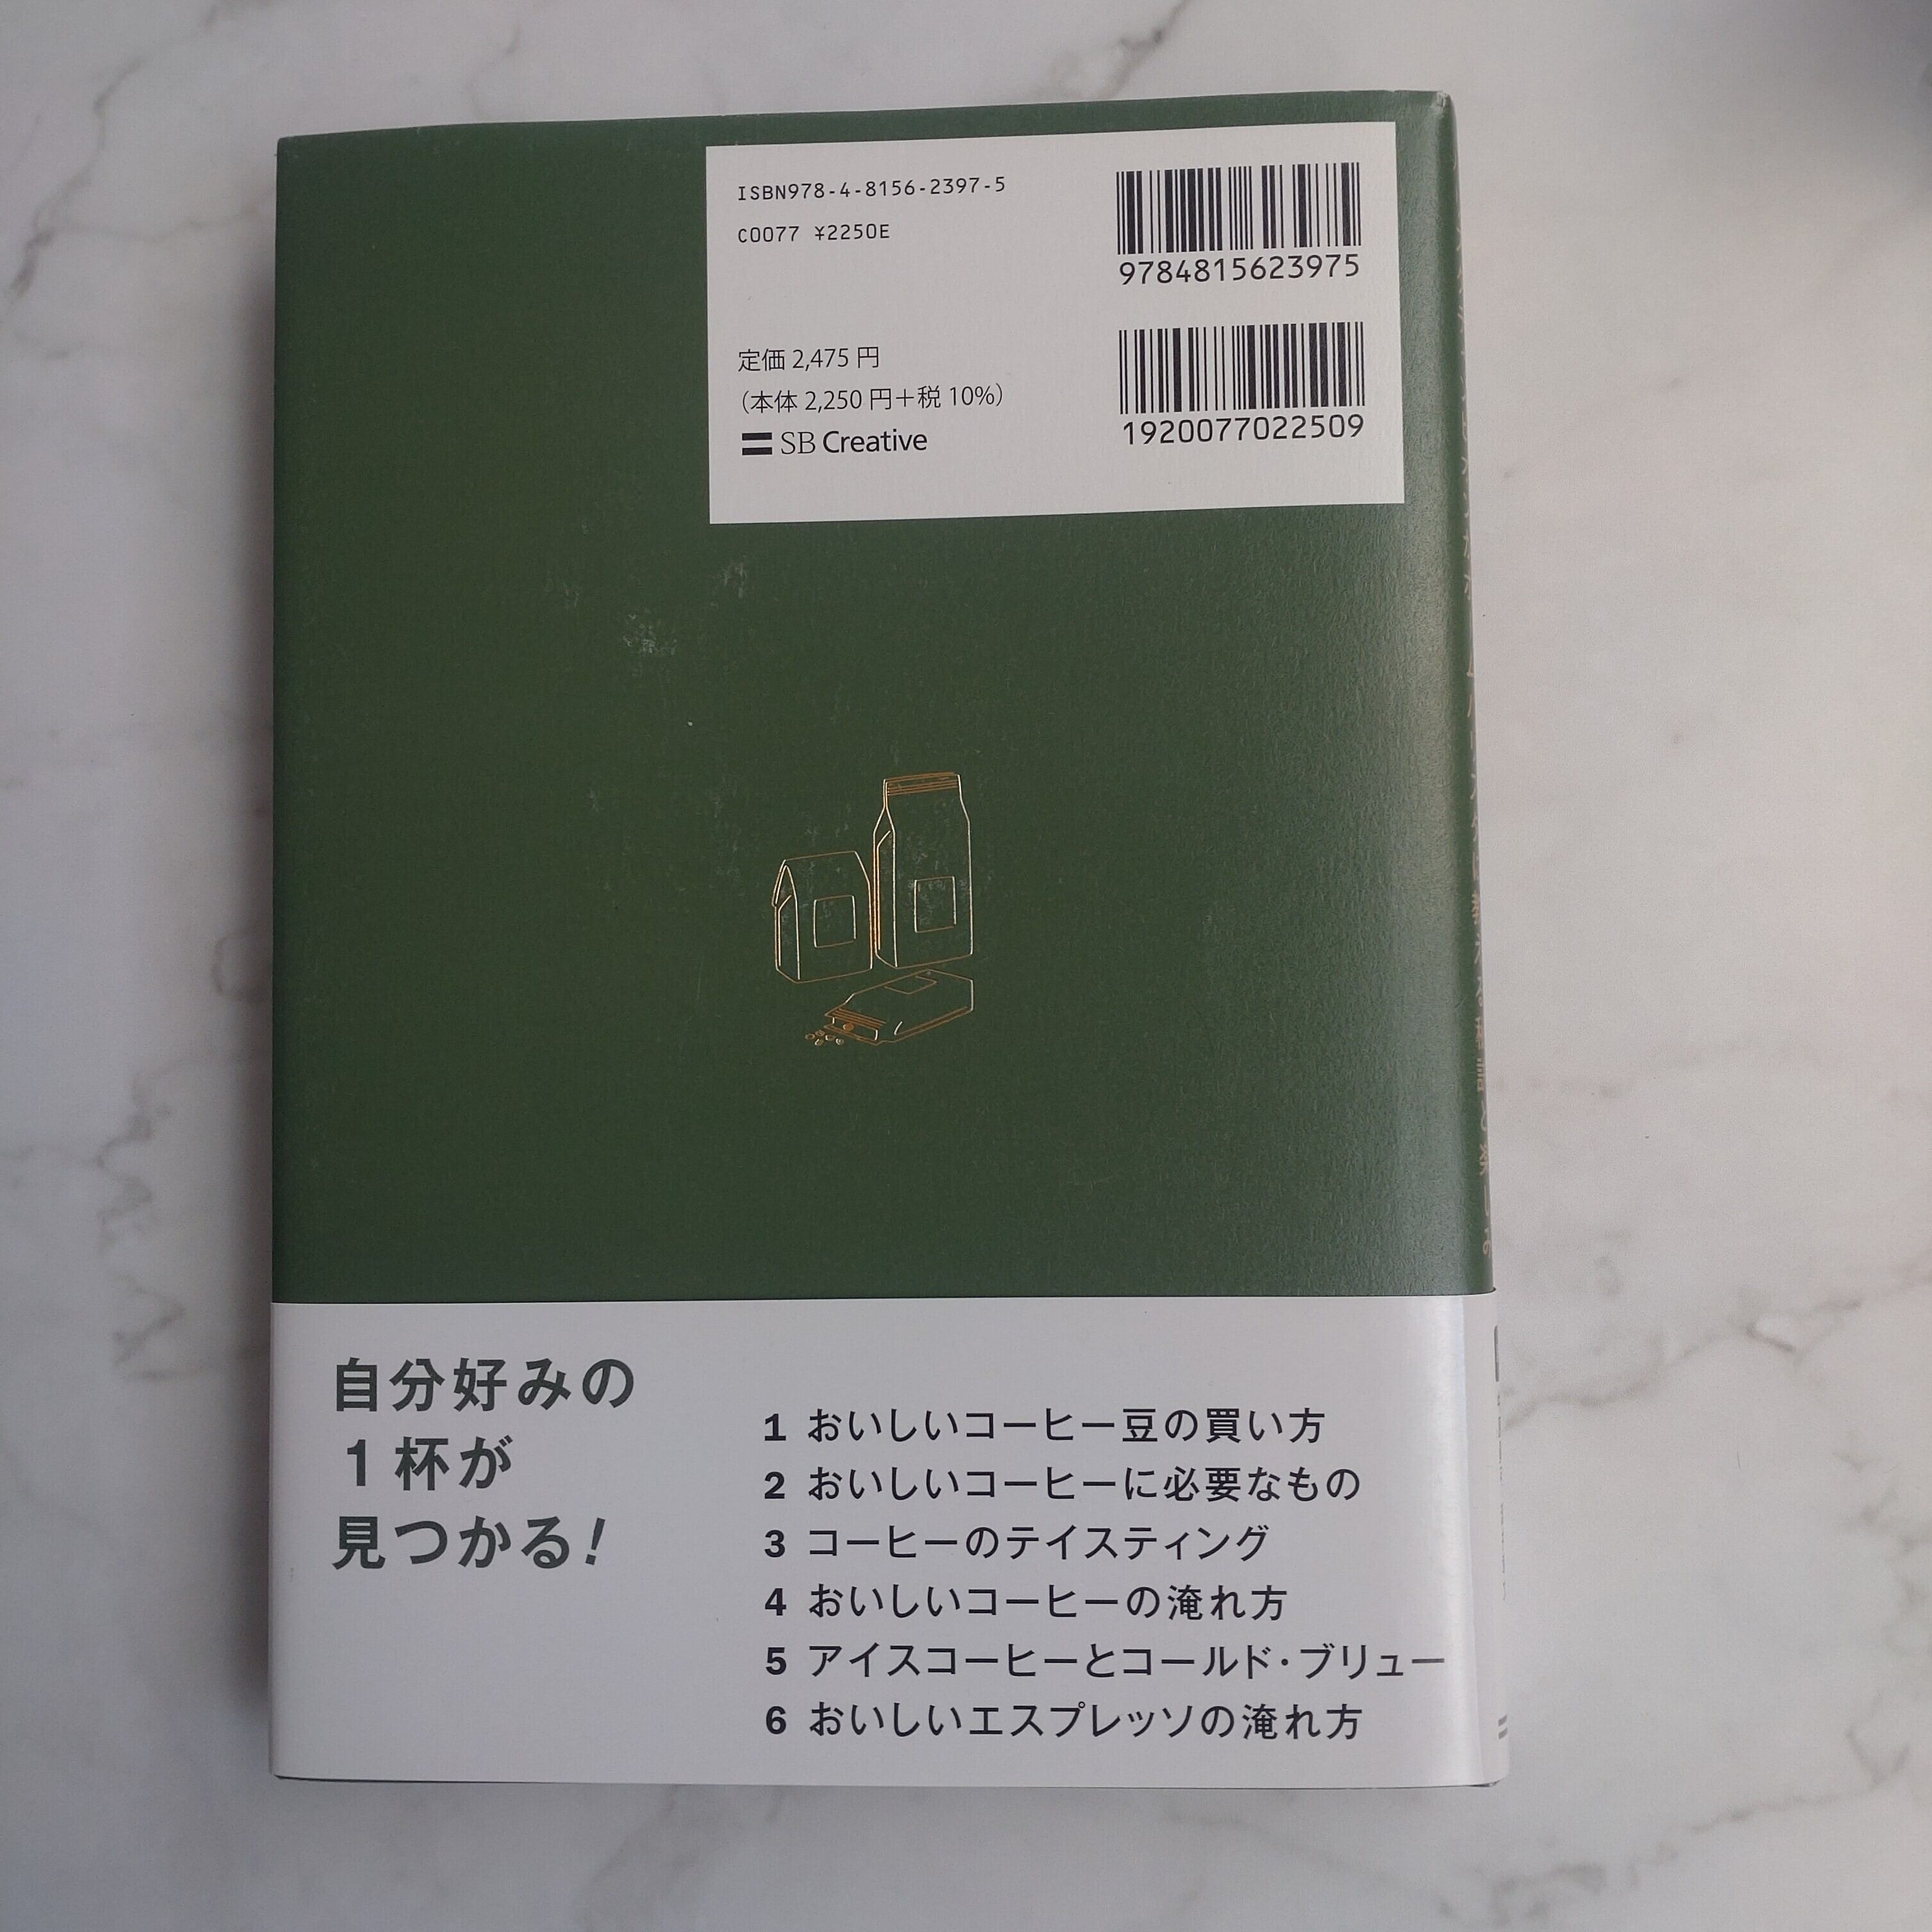 ISBN978-4-8156-2397-5
C0077 ¥2250E
9784815623975
定価 2,475 円
（本体 2,250 円＋税 10%）
SB Creative
1920077022509
自分好みの
1杯が
見つかる!
1 おいしいコーヒー豆の買い方
2 おいしいコーヒーに必要なもの
3 コーヒーのテイスティング
4 おいしいコーヒーの淹れ方
5 アイスコーヒーとコールド・ブリュー
6 おいしいエスプレッソの淹れ方